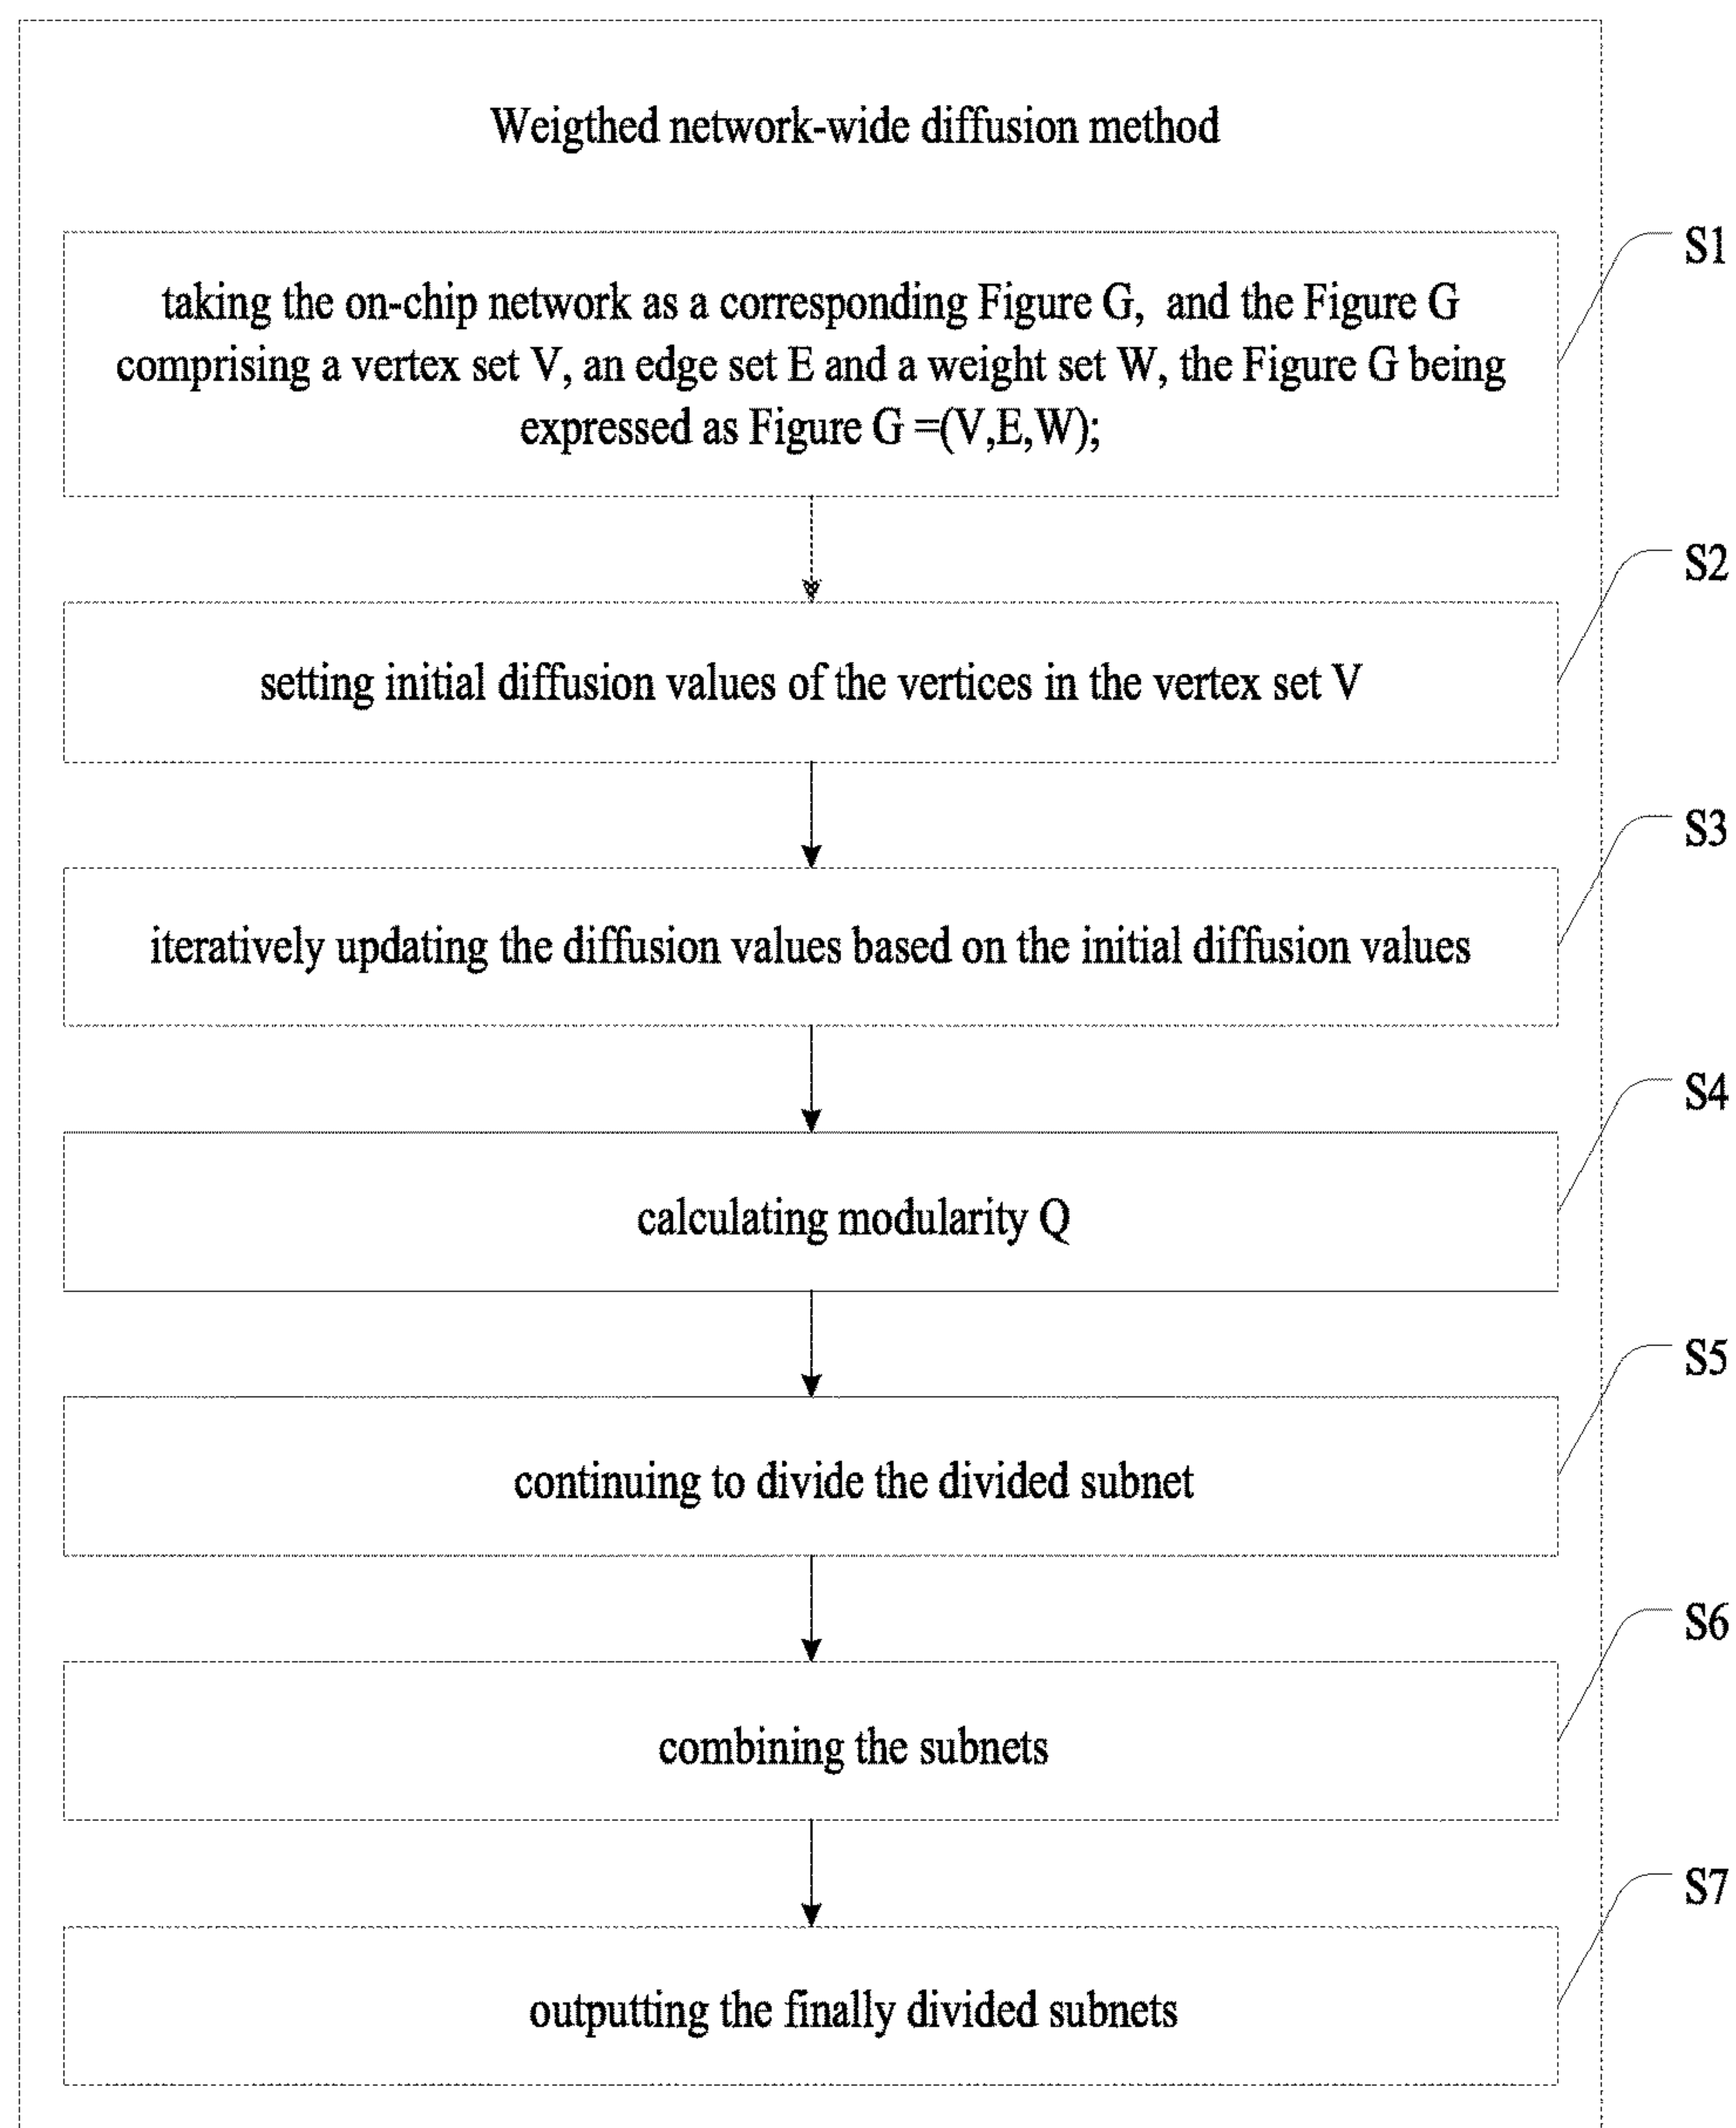 Weigthed network-wide diffusion method
S1
taking the on-chip network as a corresponding Figure G, and the Figure G
comprising a vertex set V, an edge set E and a weight set W, the Figure G being
expressed as Figure G =(V,E,W);
S2
setting initial diffusion values of the vertices in the vertex set V
S3
iteratively updating the diffusion values based on the initial diffusion values
S4
calculating modularity Q
S5
continuing to divide the divided subnet
S6
combining the subnets
S7
outputting the finally divided subnets